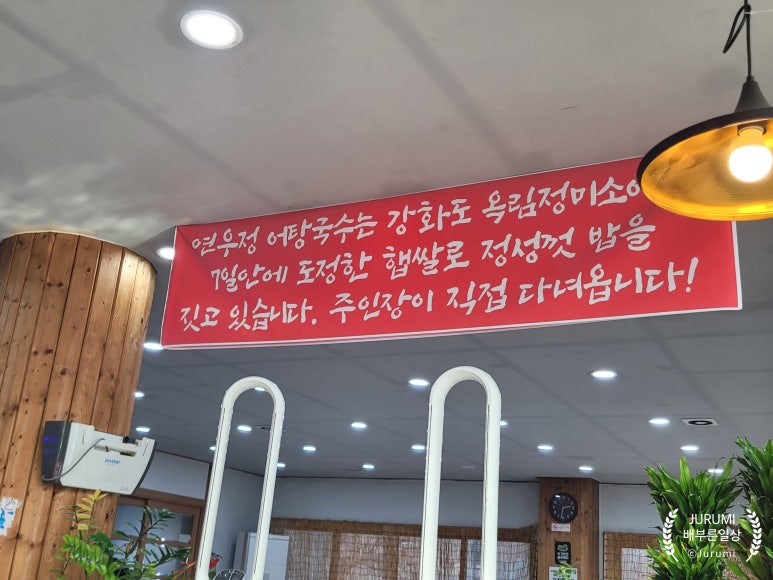 연우정 어탕국수는 강화도 옥림정미소에
7일안에 도정한 햅쌀로 정성껏 밥을
짓고 있습니다. 주인장이 직접 다녀옵니다!
JURUMI
배부름일상
©Jurumi